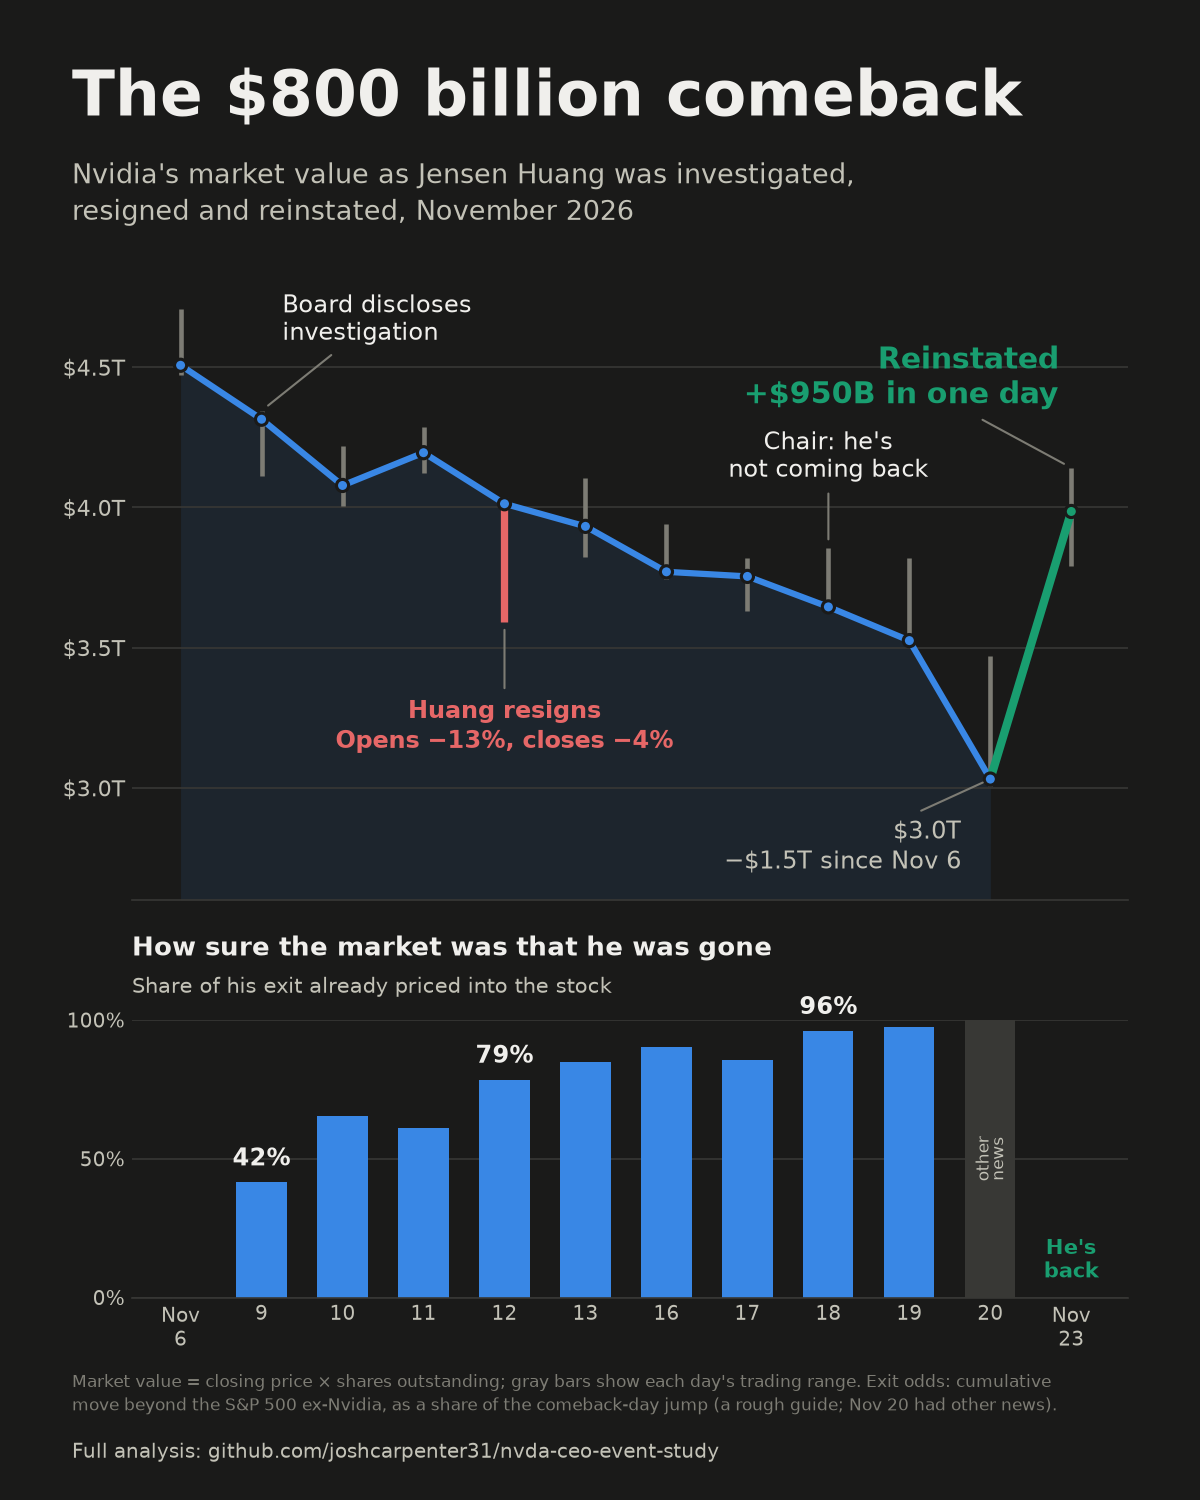 The $800 billion comeback
Nvidia's market value as Jensen Huang was investigated,
resigned and reinstated, November 2026
Board discloses
investigation
Reinstated
+$950B in one day
Chair: he's
not coming back
$4.5T
$4.0T
$3.5T
$3.0T
Huang resigns
Opens −13%, closes −4%
$3.0T
−$1.5T since Nov 6
How sure the market was that he was gone
Share of his exit already priced into the stock
100%
50%
0%
42%
79%
96%
other
news
He's
back
Nov
6
9
10
11
12
13
16
17
18
19
20
Nov
23
Market value = closing price × shares outstanding; gray bars show each day's trading range. Exit odds: cumulative
move beyond the S&P 500 ex-Nvidia, as a share of the comeback-day jump (a rough guide; Nov 20 had other news).
Full analysis: github.com/joshcarpenter31/nvda-ceo-event-study